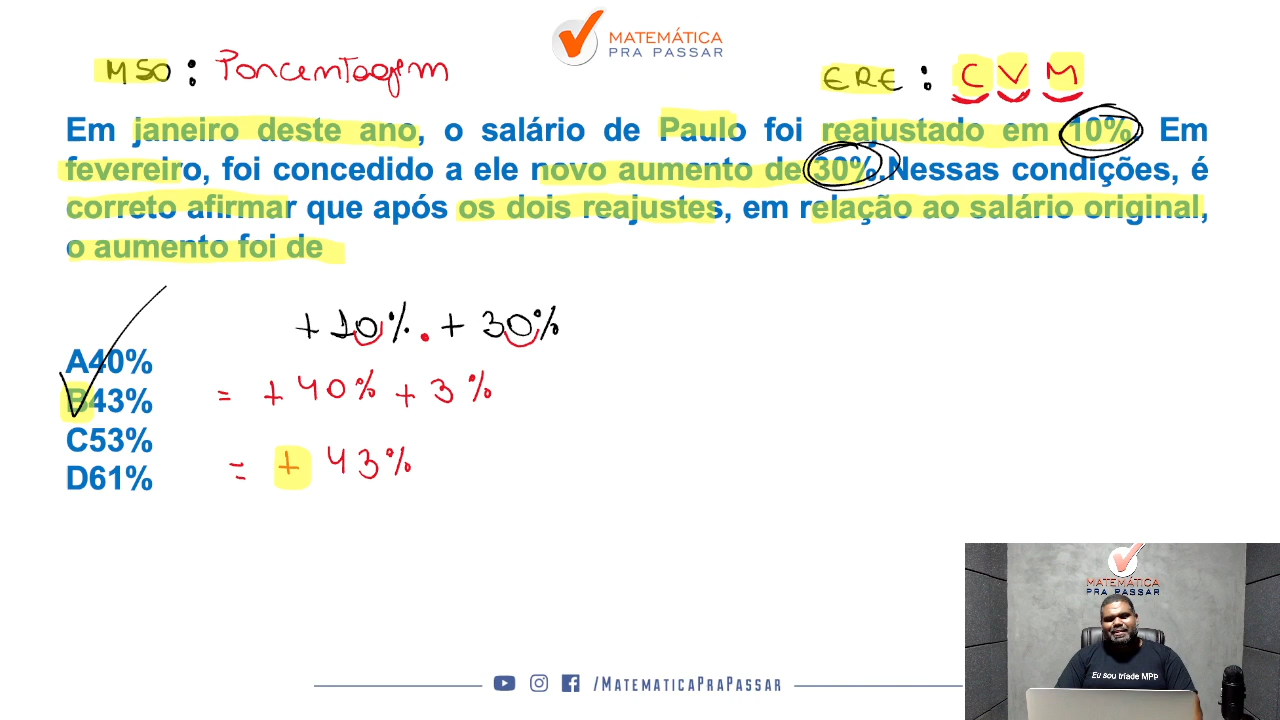 MATEMÁTICA
PRA PASSAR
MSO : Porcentagem
ERE : C V M
Em janeiro deste ano, o salário de Paulo foi reajustado em 10%. Em
fevereiro, foi concedido a ele novo aumento de 30%.Nessas condições, é
correto afirmar que após os dois reajustes, em relação ao salário original,
o aumento foi de
+ 10% . + 30%
A40%
= + 40% + 3%
B43%
C53%
= + 43%
D61%
MATEMÁTICA
PRA PASSAR
Eu sou tríade MPP
/MatematicaPraPassar